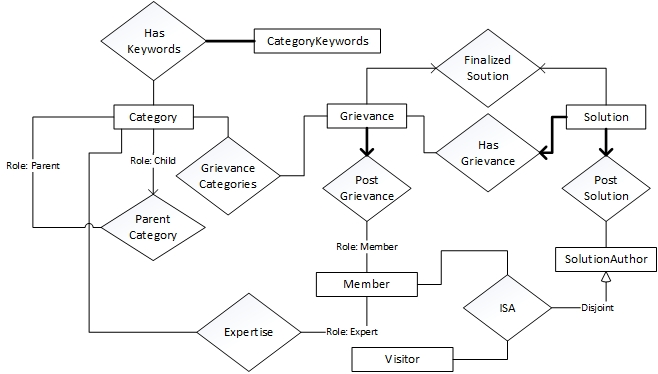 Has
Keywords
CategoryKeywords
Finalized
Soution
Category
Grievance
Solution
Role: Parent
Role: Child
Grievance
Categories
Has
Grievance
Post
Grievance
Post
Solution
Parent
Category
Role: Member
SolutionAuthor
Member
ISA
Disjoint
Expertise
Role: Expert
Visitor